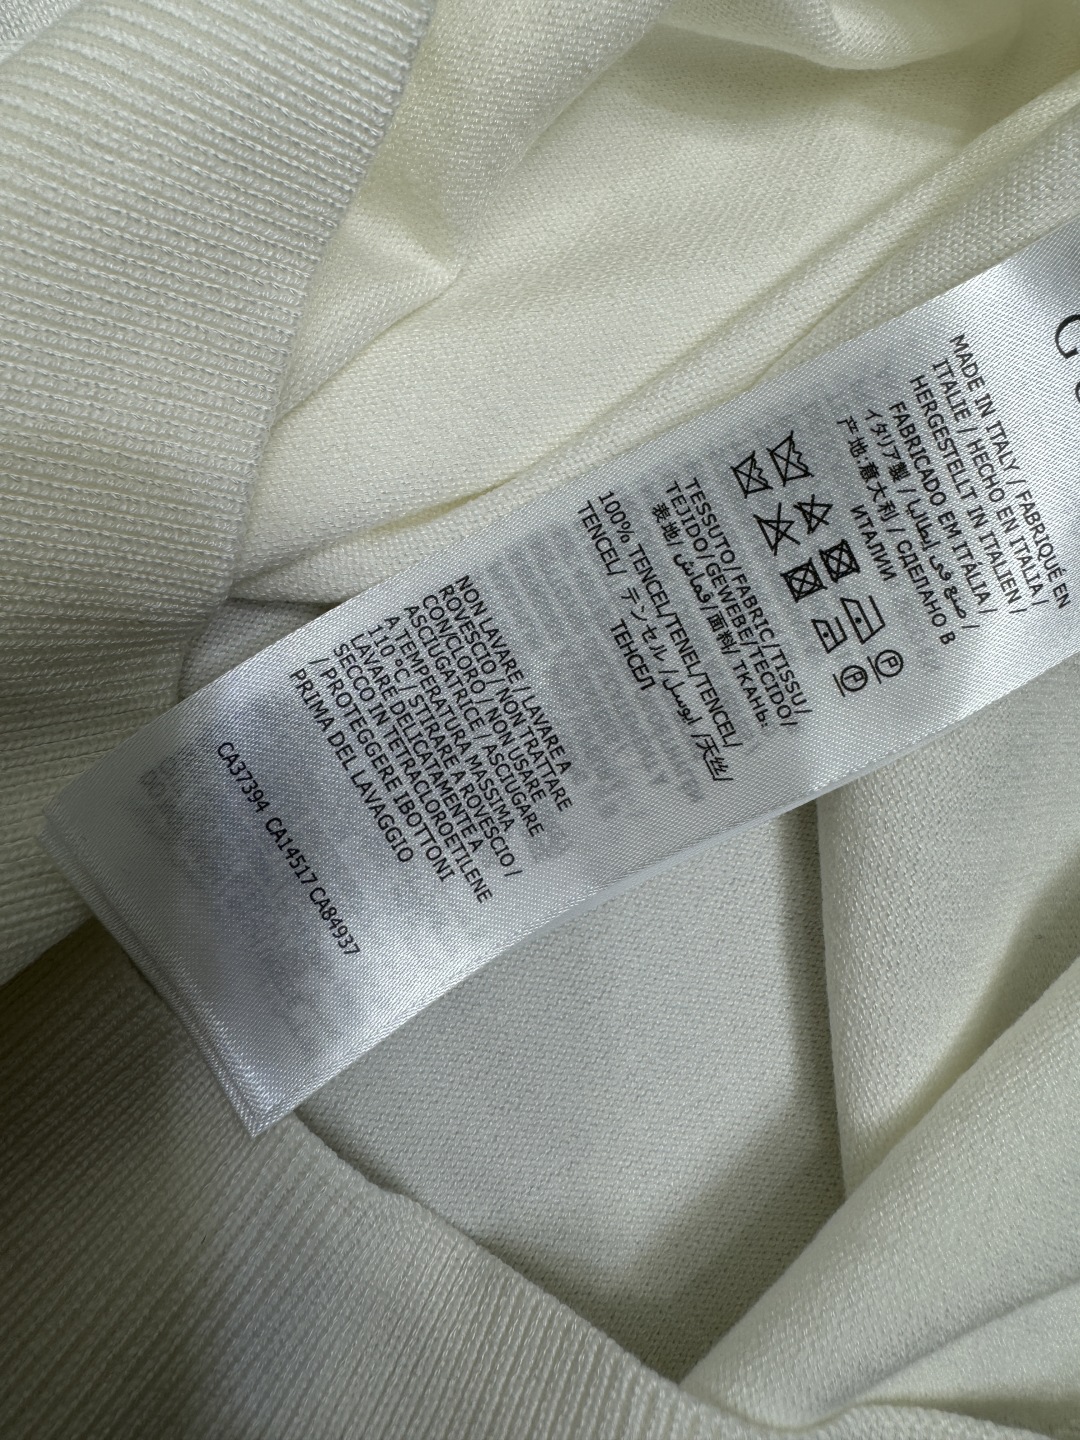 MADE IN ITALY / FABRIQUÉ EN
ITALIE / HECHO EN ITALIA /
HERGESTELLT IN ITALIEN /
FABRICADO EM ITÁLIA /
イタリア製 / صنع في إيطاليا /
产地:意大利 / СДЕЛАНО В
ИТАЛИИ
TESSUTO/FABRIC/TISSU/
TEJIDO/GEWEBE/TECIDO/
表地/ قماش /面料/ ТКАНЬ:
100% TENCEL/TENEL/TENCEL/
TENCEL/ テンセル / /天丝/
ТЕНСЕЛ
NON LAVARE / LAVARE A
ROVESCIO / NON TRATTARE
CON/CLORO / NON USARE
ASCIUGATRICE / ASCIUGARE
A TEMPERATURA MASSIMA
110 °C / STIRARE A ROVESCIO /
LAVARE DELICATAMENTE A
SECCO IN TETRACLOROETILENE
/ PROTEGGERE IBOTTONI
PRIMA DEL LAVAGGIO
CA37394 CA14517 CA84937